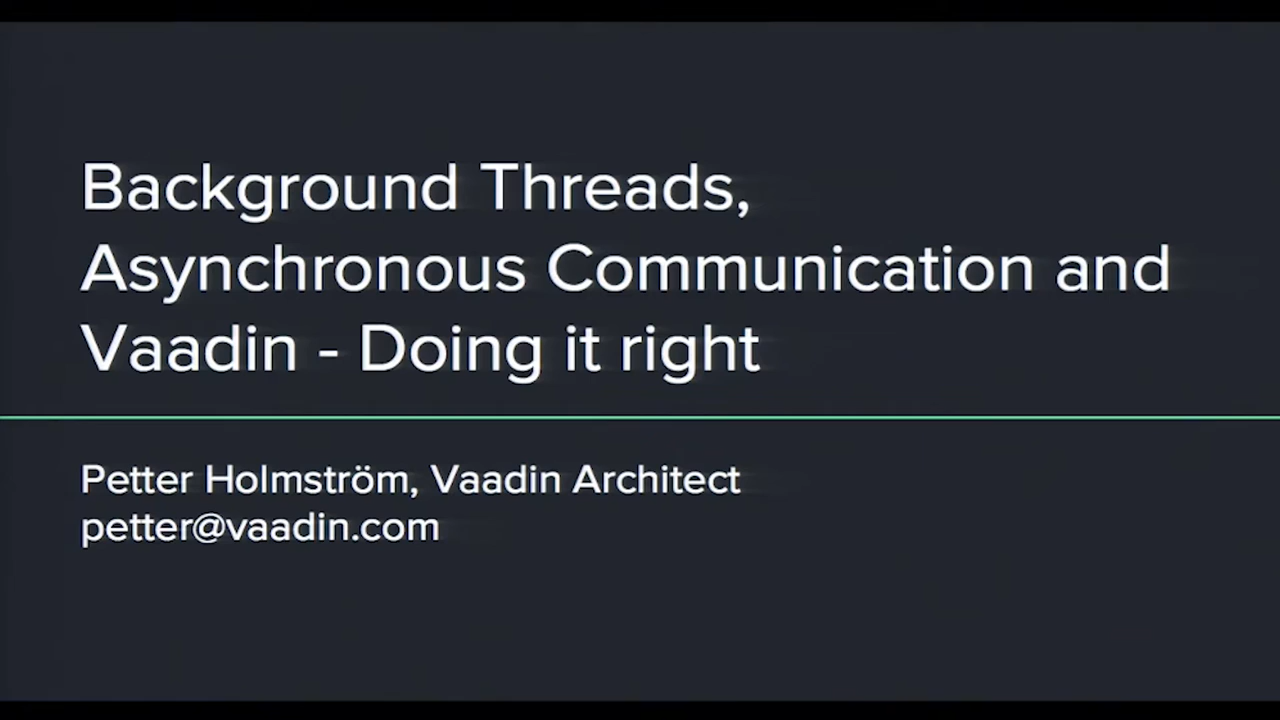 Background Threads,
Asynchronous Communication and
Vaadin - Doing it right
Petter Holmström, Vaadin Architect
petter@vaadin.com